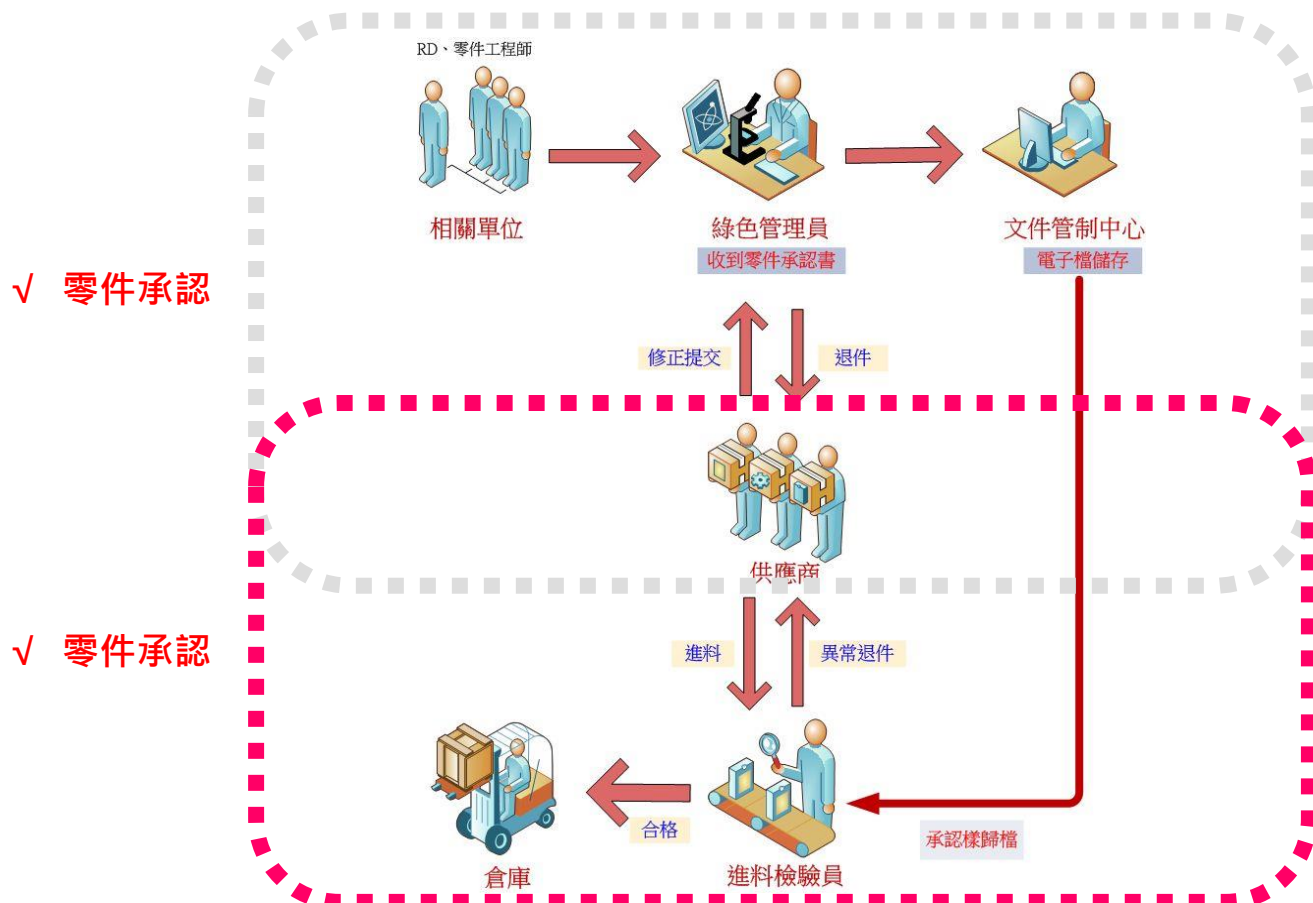 RD、零件工程師
相關單位
綠色管理員
收到零件承認書
文件管制中心
電子檔儲存
√ 零件承認
修正提交
退件
供應商
√ 零件承認
進料
異常退件
合格
承認樣歸檔
倉庫
進料檢驗員